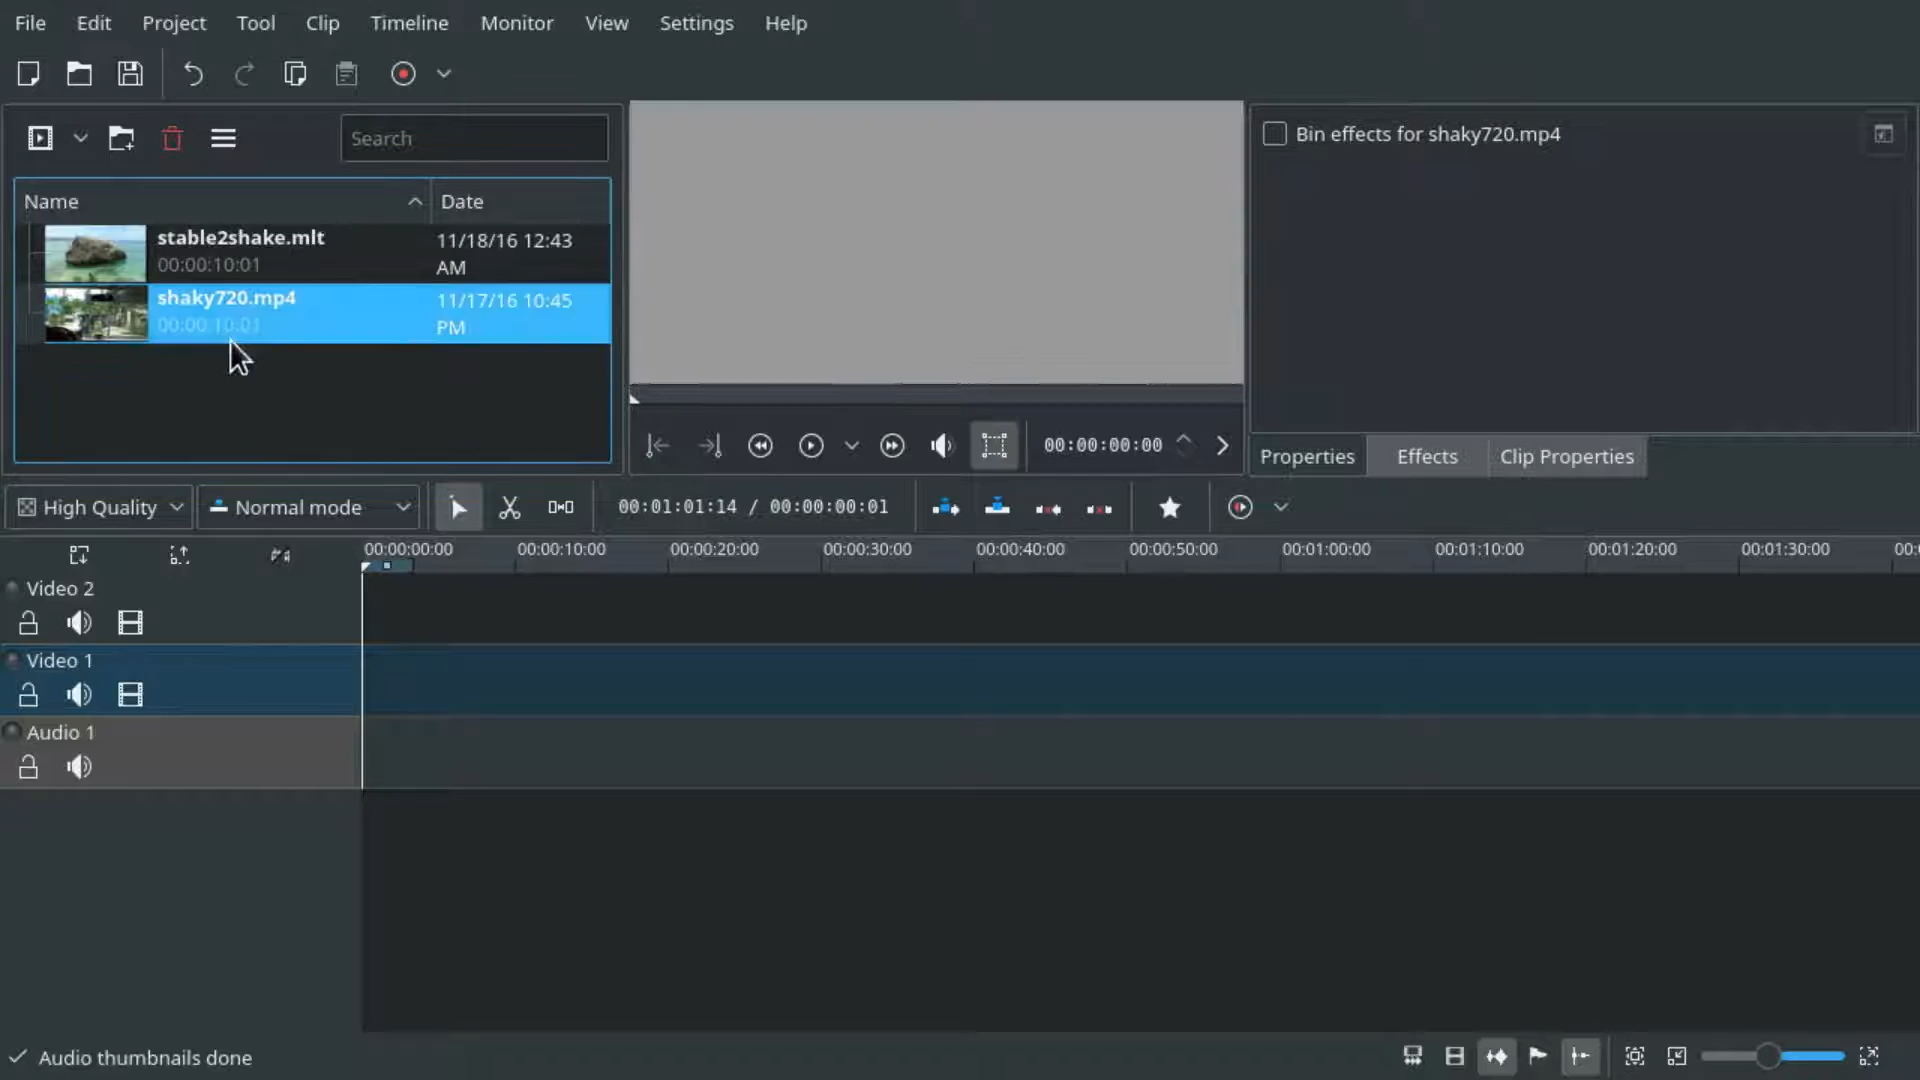 File Edit Project Tool Clip Timeline Monitor View Settings Help
Search
Bin effects for shaky720.mp4
Name Date
stable2shake.mlt 11/18/16 12:43
00:00:10:01 AM
shaky720.mp4 11/17/16 10:45
00:00:10:01 PM
00:00:00:00
Properties Effects Clip Properties
High Quality Normal mode 00:01:01:14 / 00:00:00:01
00:00:00:00 00:00:10:00 00:00:20:00 00:00:30:00 00:00:40:00 00:00:50:00 00:01:00:00 00:01:10:00 00:01:20:00 00:01:30:00 00:
Video 2
Video 1
Audio 1
Audio thumbnails done